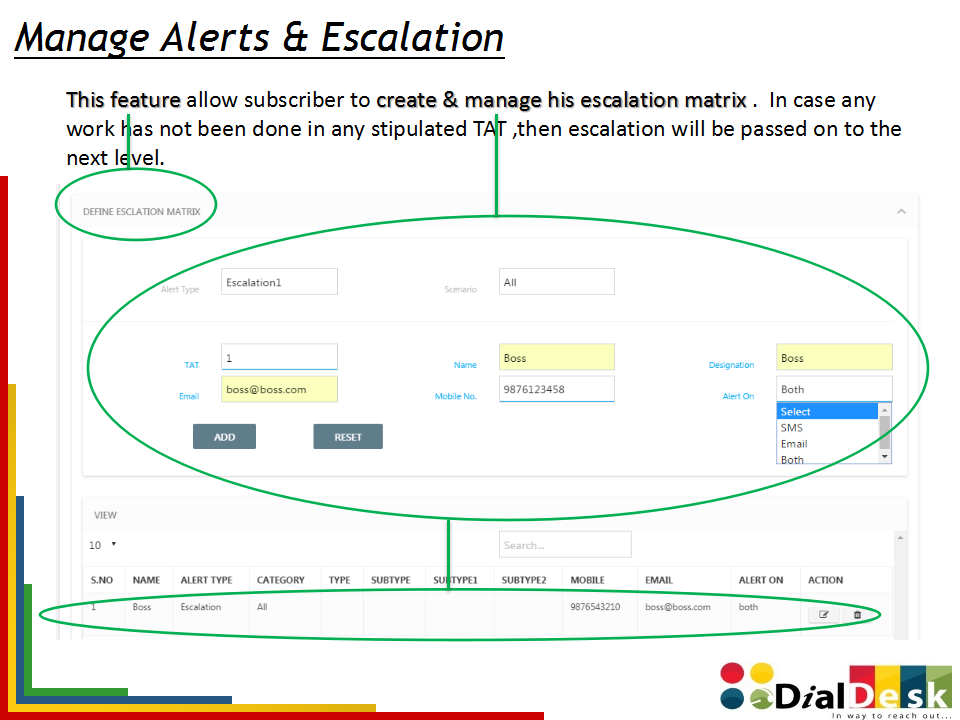 Manage Alerts & Escalation
This feature allow subscriber to create & manage his escalation matrix . In case any
work has not been done in any stipulated TAT ,then escalation will be passed on to the
next level.
DEFINE ESCLATION MATRIX
Alert Type Escalation1 Scenario All
TAT 1 Name Boss Designation Boss
Email boss@boss.com Mobile No. 9876123458 Alert On Both
Select
SMS
Email
Both
ADD RESET
VIEW
10 Search...
S.NO NAME ALERT TYPE CATEGORY TYPE SUBTYPE SUBTYPE1 SUBTYPE2 MOBILE EMAIL ALERT ON ACTION
1 Boss Escalation All 9876543210 boss@boss.com both
DialDesk
In way to reach out...